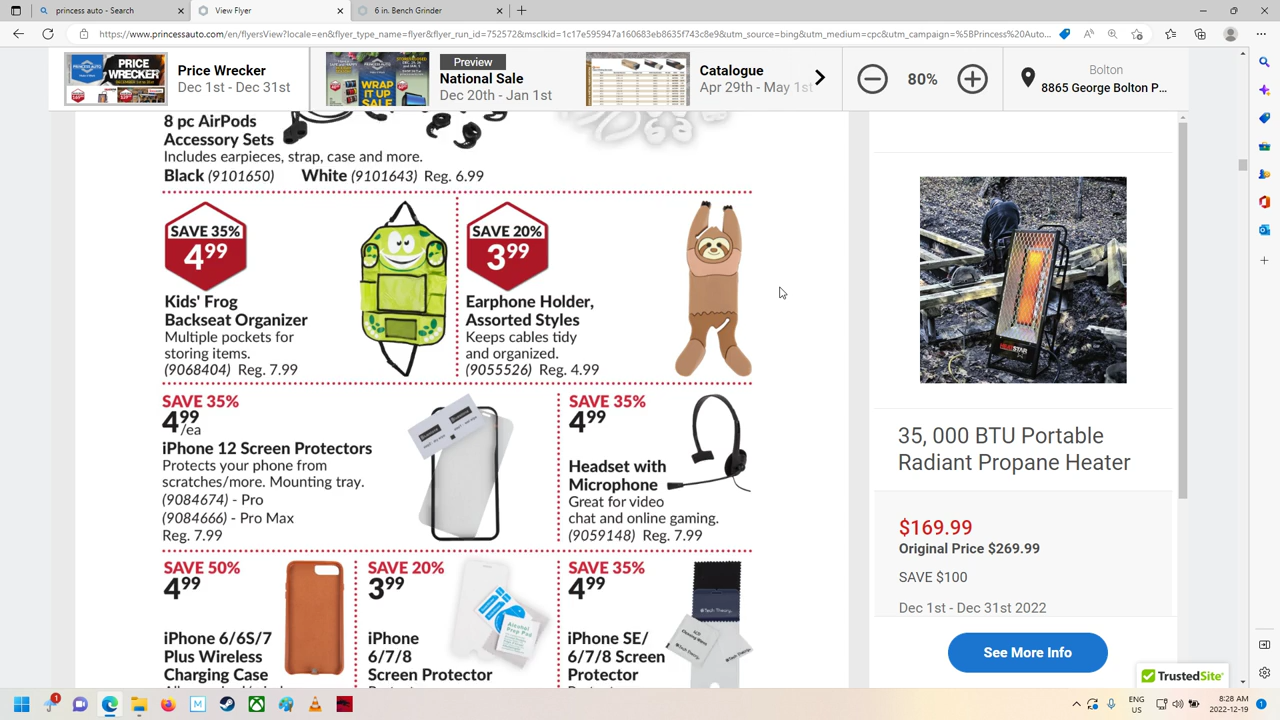 princess auto - Search
View Flyer
6 in. Bench Grinder
https://www.princessauto.com/en/flyersView?locale=en&flyer_type_name=flyer&flyer_run_id=752572&msclkid=1c17e595947a160683eb8635f743c8e9&utm_source=bing&utm_medium=cpc&utm_campaign=%5BPrincess%20Auto...
PRICE WRECKER
Price Wrecker
Dec 1st - Dec 31st
WRAP IT UP SALE
Preview
National Sale
Dec 20th - Jan 1st
Catalogue
Apr 29th - May 1st
80%
Bolton
8865 George Bolton P...
8 pc AirPods
Accessory Sets
Includes earpieces, strap, case and more.
Black (9101650) White (9101643) Reg. 6.99
SAVE 35%
4 99
Kids' Frog
Backseat Organizer
Multiple pockets for
storing items.
(9068404) Reg. 7.99
SAVE 20%
3 99
Earphone Holder,
Assorted Styles
Keeps cables tidy
and organized.
(9055526) Reg. 4.99
SAVE 35%
4 99 /ea
iPhone 12 Screen Protectors
Protects your phone from
scratches/more. Mounting tray.
(9084674) - Pro
(9084666) - Pro Max
Reg. 7.99
SAVE 35%
4 99
Headset with
Microphone
Great for video
chat and online gaming.
(9059148) Reg. 7.99
SAVE 50%
4 99
iPhone 6/6S/7
Plus Wireless
Charging Case
SAVE 20%
3 99
iPhone
6/7/8
Screen Protector
Alcohol Prep Pad
SAVE 35%
4 99
iPhone SE/
6/7/8 Screen
Protector
35, 000 BTU Portable
Radiant Propane Heater
$169.99
Original Price $269.99
SAVE $100
Dec 1st - Dec 31st 2022
See More Info
TrustedSite
1
ENG
US
8:28 AM
2022-12-19
1